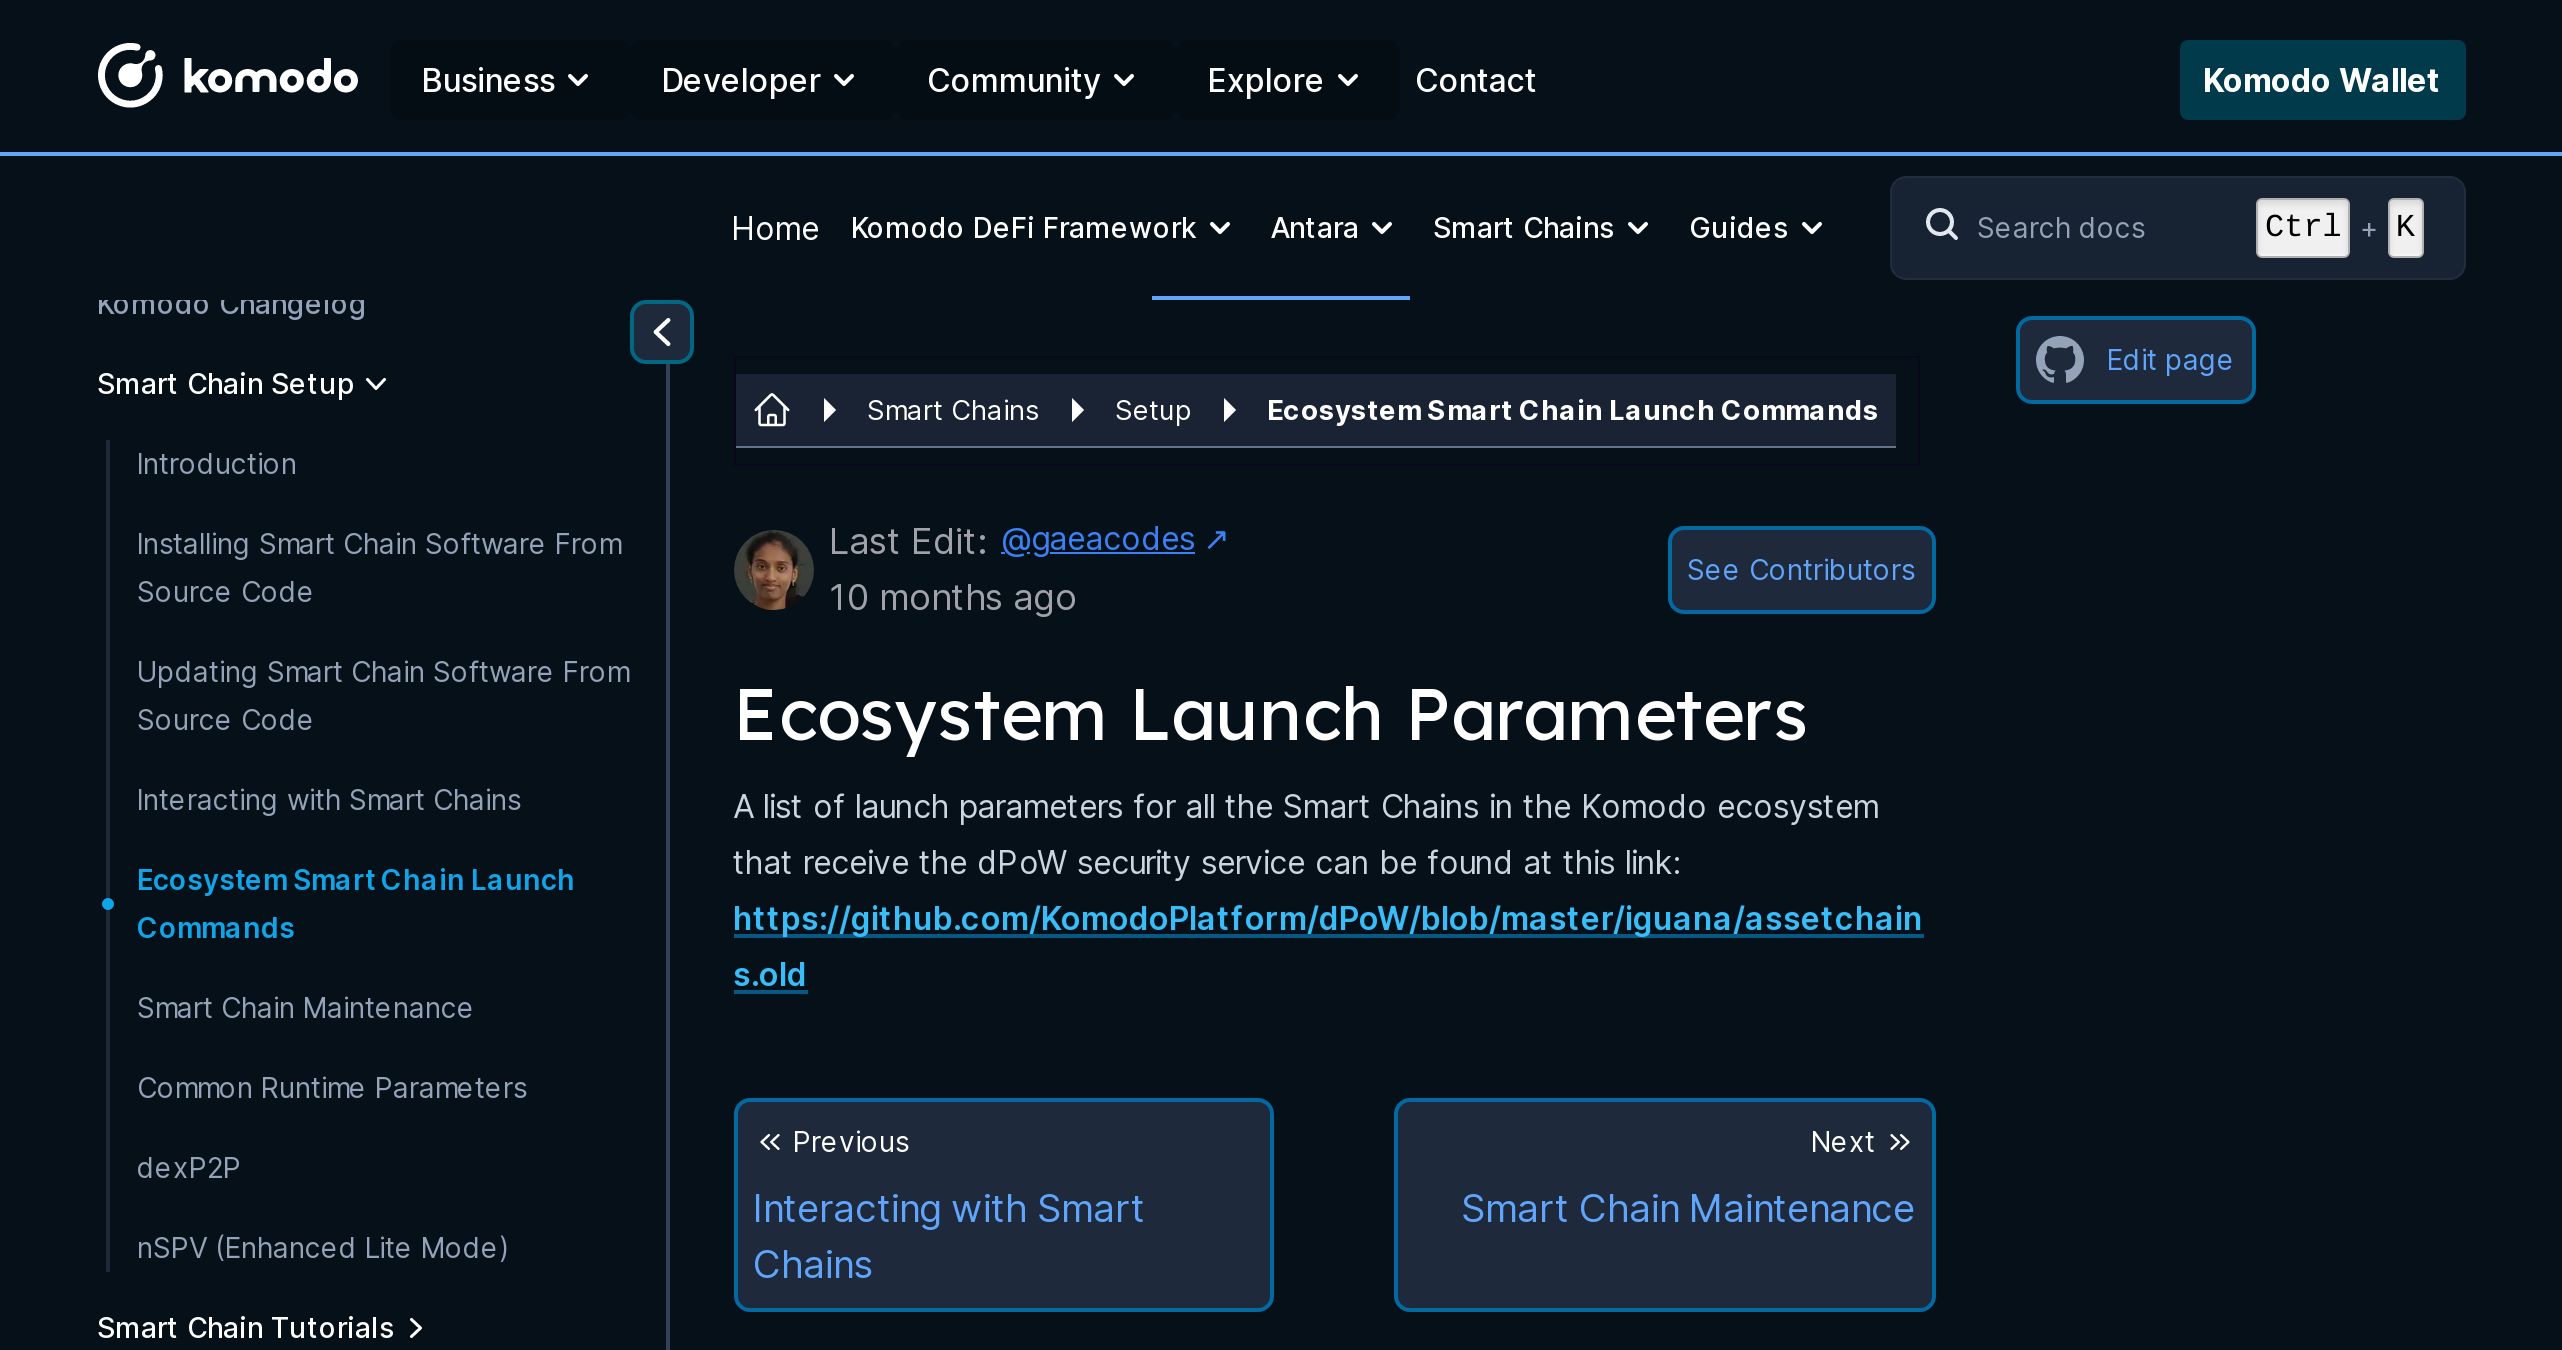 komodo
Business
Developer
Community
Explore
Contact
Komodo Wallet
Home
Komodo DeFi Framework
Antara
Smart Chains
Guides
Search docs
Ctrl + K
Komodo Changelog
Smart Chain Setup
Introduction
Installing Smart Chain Software From
Source Code
Updating Smart Chain Software From
Source Code
Interacting with Smart Chains
Ecosystem Smart Chain Launch
Commands
Smart Chain Maintenance
Common Runtime Parameters
dexP2P
nSPV (Enhanced Lite Mode)
Smart Chain Tutorials
Smart Chains
Setup
Ecosystem Smart Chain Launch Commands
Edit page
Last Edit: @gaeacodes ↗
10 months ago
See Contributors
Ecosystem Launch Parameters
A list of launch parameters for all the Smart Chains in the Komodo ecosystem
that receive the dPoW security service can be found at this link:
https://github.com/KomodoPlatform/dPoW/blob/master/iguana/assetchain
s.old
« Previous
Interacting with Smart
Chains
Next »
Smart Chain Maintenance